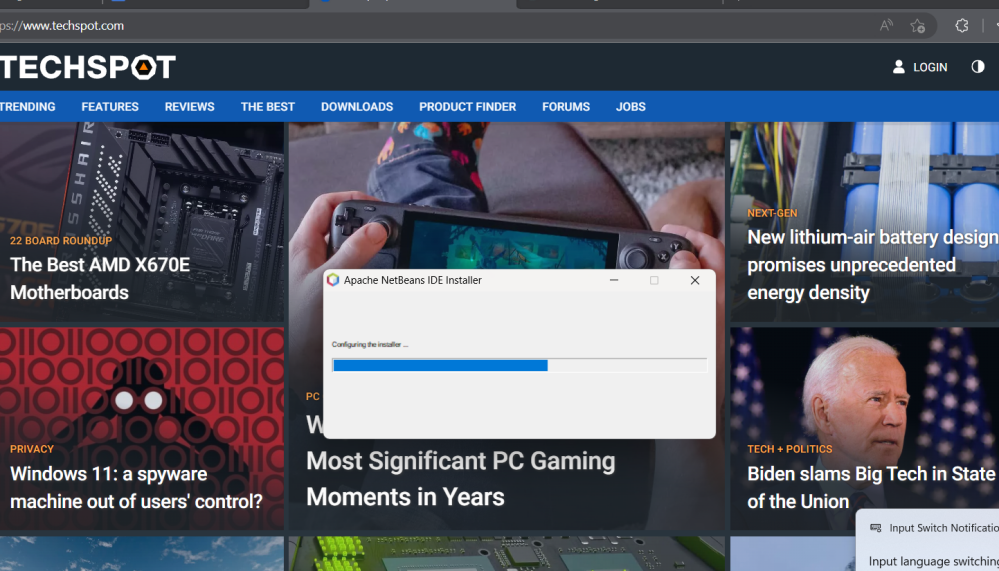 ps://www.techspot.com
TECHSPOT
LOGIN
TRENDING FEATURES REVIEWS THE BEST DOWNLOADS PRODUCT FINDER FORUMS JOBS
22 BOARD ROUNDUP
The Best AMD X670E
Motherboards
NEXT-GEN
New lithium-air battery design
promises unprecedented
energy density
Apache NetBeans IDE Installer
Configuring the installer ...
PC
W
Most Significant PC Gaming
Moments in Years
PRIVACY
Windows 11: a spyware
machine out of users' control?
TECH + POLITICS
Biden slams Big Tech in State
of the Union
Input Switch Notificatio
Input language switching